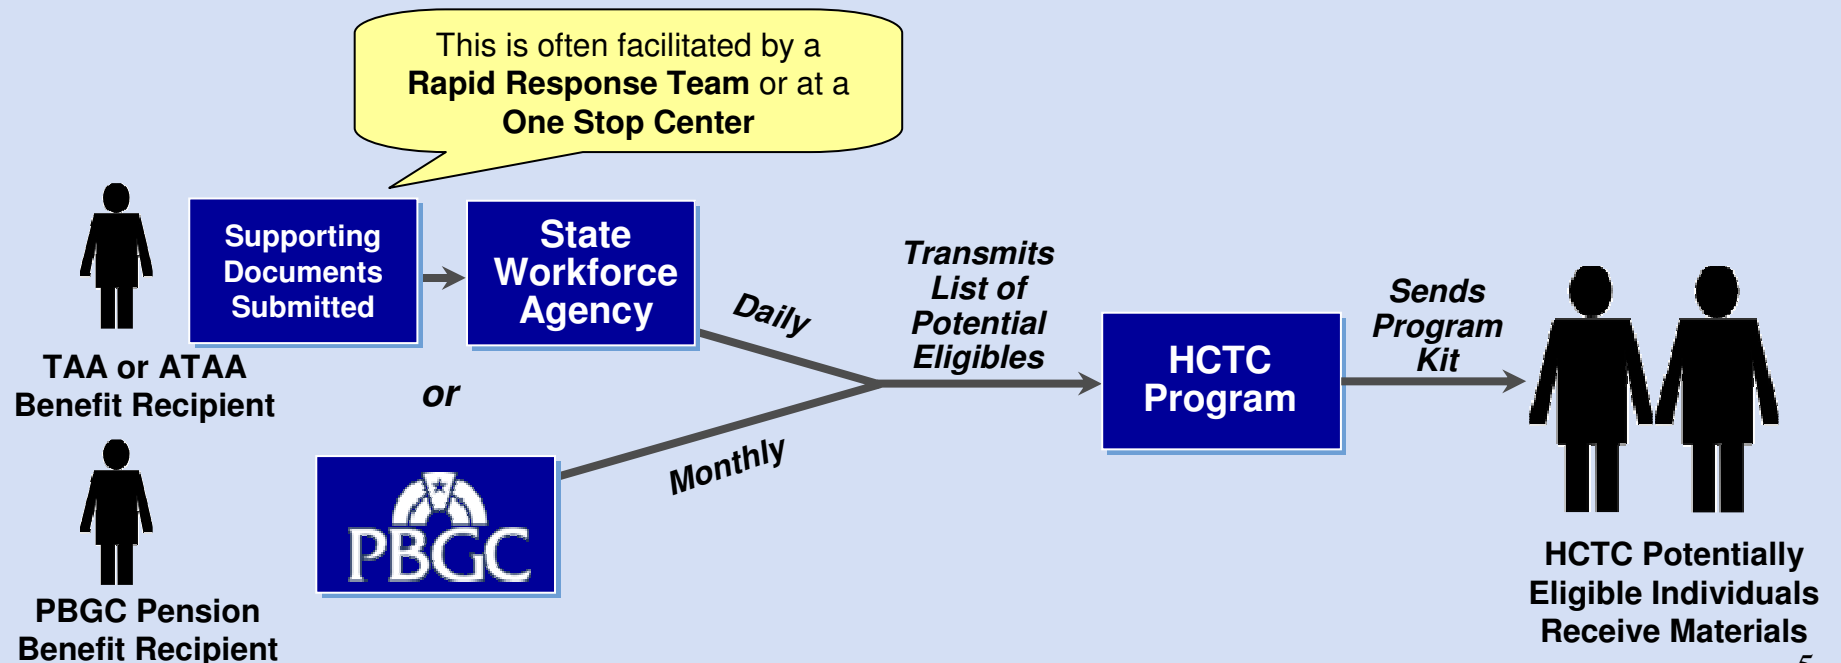 This is often facilitated by a
Rapid Response Team or at a
One Stop Center
Supporting
Documents
Submitted
State
Workforce
Agency
TAA or ATAA
Benefit Recipient
or
Daily
Monthly
PBGC
PBGC Pension
Benefit Recipient
Transmits
List of
Potential
Eligibles
HCTC
Program
Sends
Program
Kit
HCTC Potentially
Eligible Individuals
Receive Materials